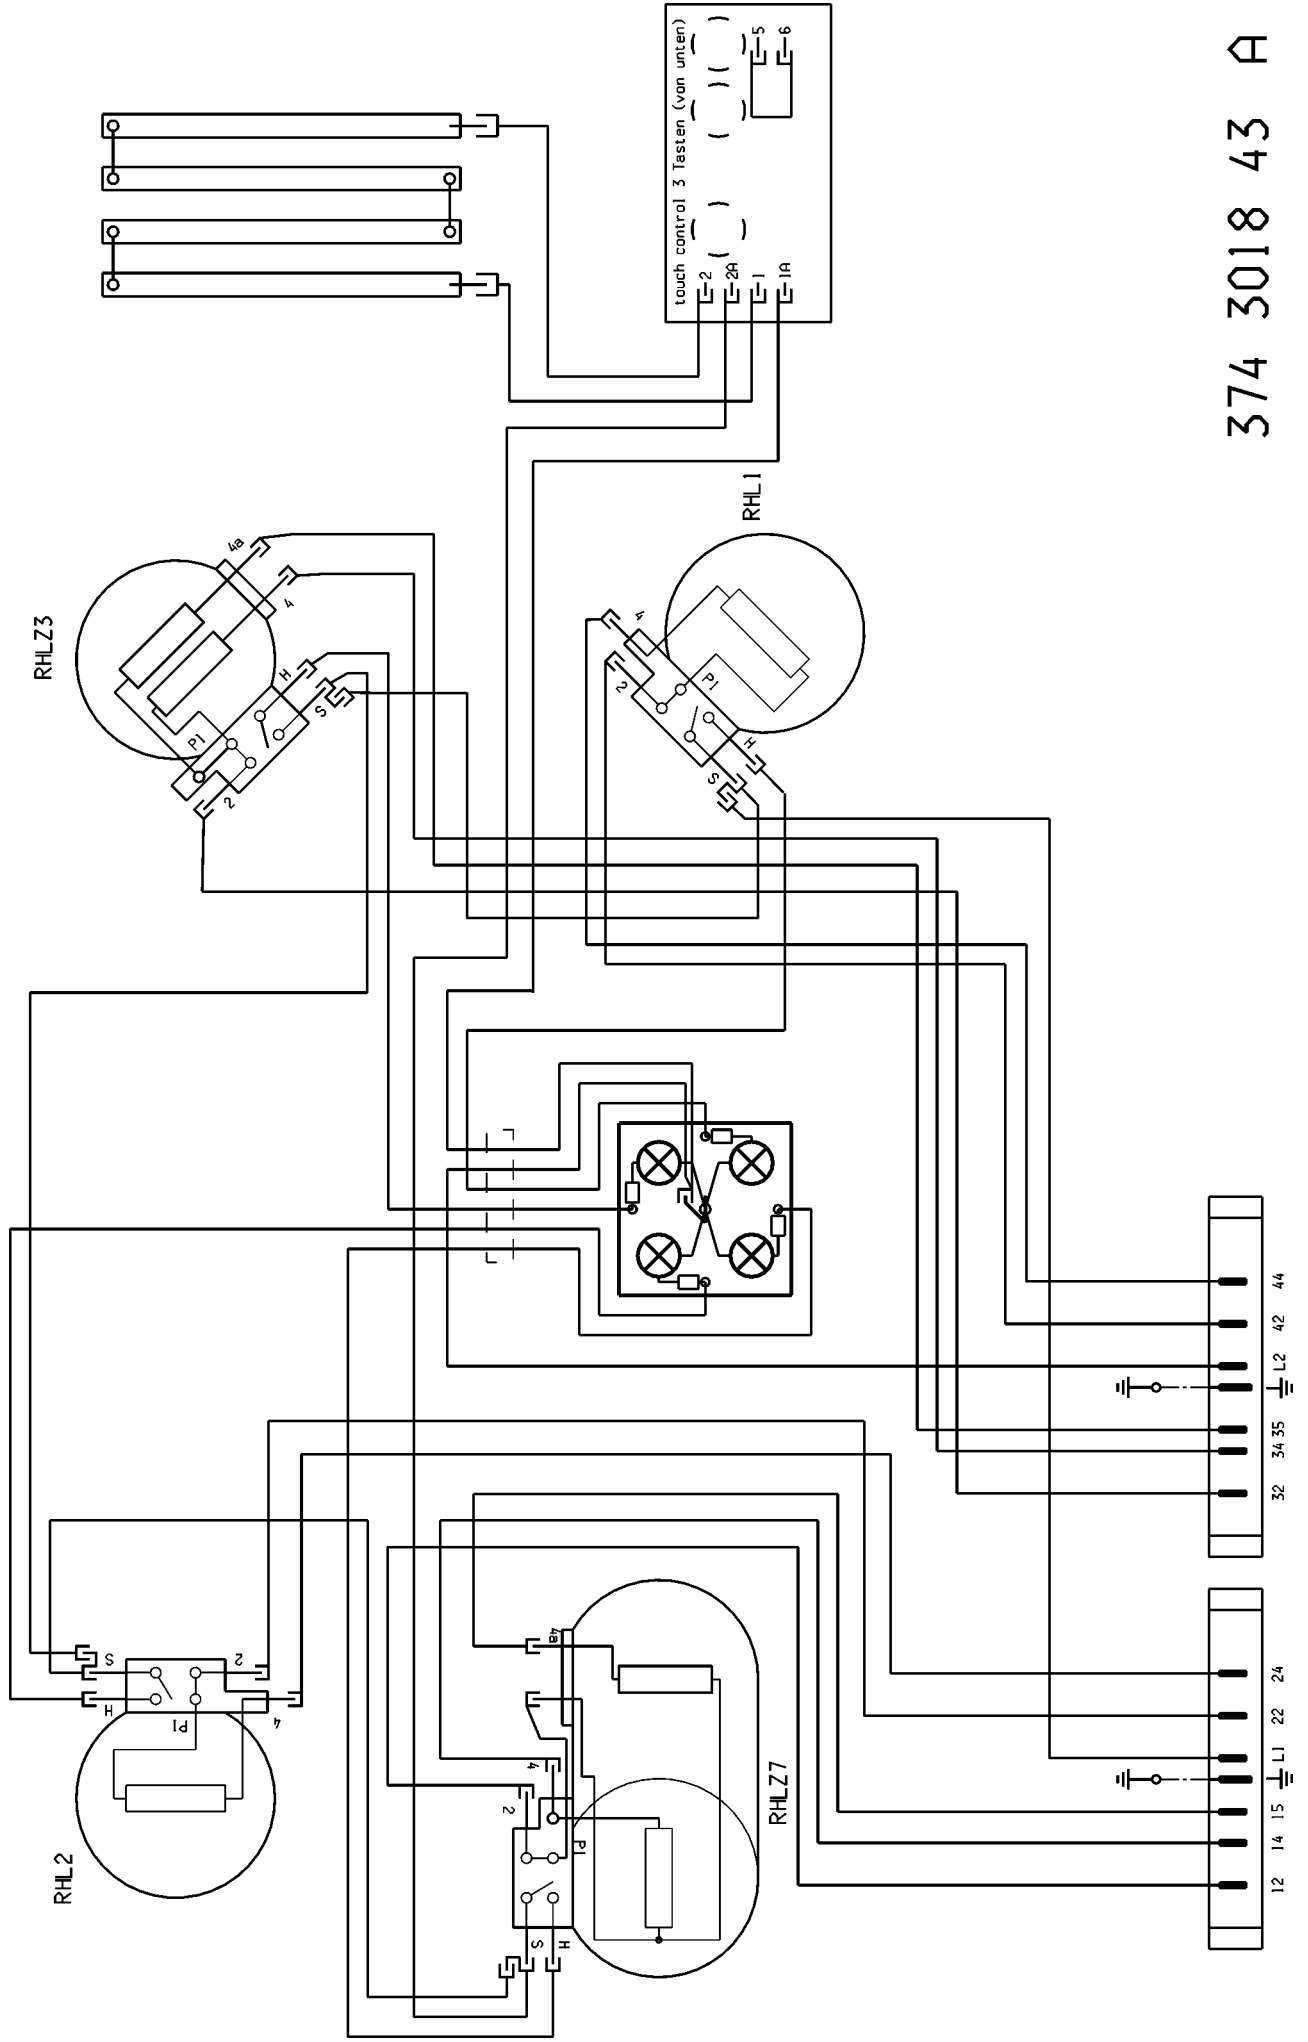 374 3018 43 A
touch control 3 Tasten (von unten)
5
6
2
2A
1
1A
RHLZ3
4a
4
H
S
P1
2
RHL1
4
2
P1
H
S
RHL2
S
H
2
4
P1
RHLZ7
4a
4
2
P1
S
H
44
42
L2
35
34
32
24
22
L1
15
14
12